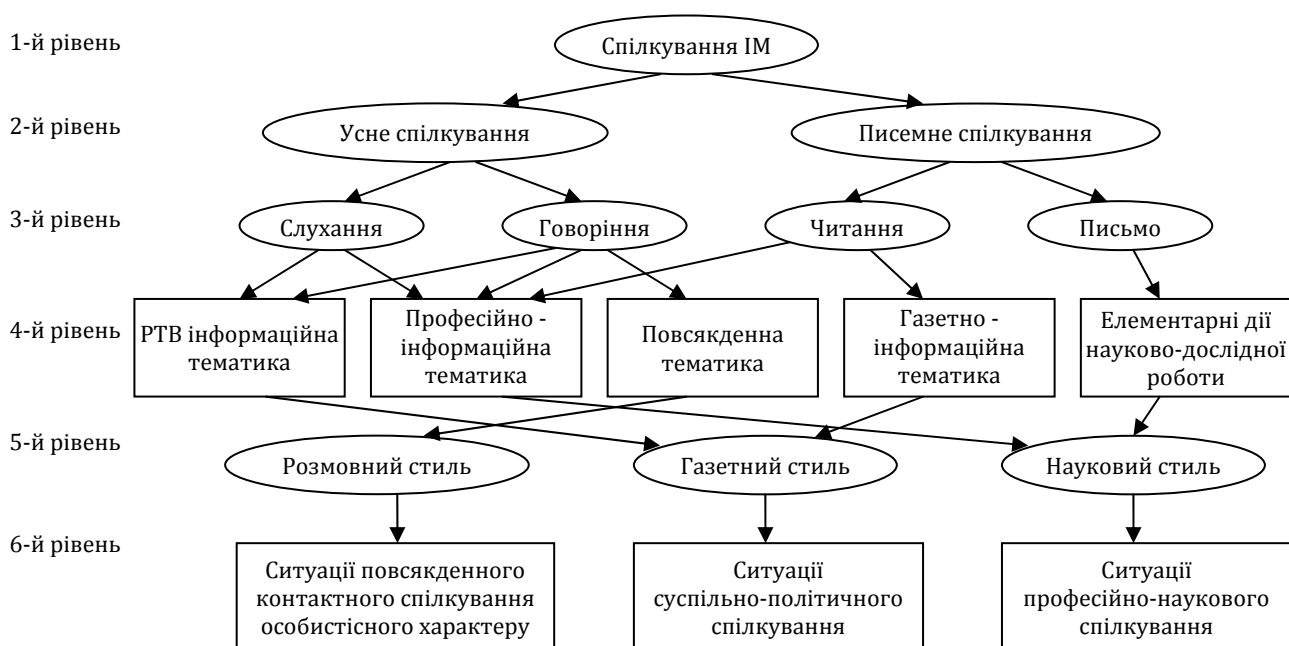 1-й рівень
Спілкування ІМ
2-й рівень
Усне спілкування
Писемне спілкування
3-й рівень
Слухання
Говоріння
Читання
Письмо
4-й рівень
РТВ інформаційна
тематика
Професійно -
інформаційна
тематика
Повсякденна
тематика
Газетно -
інформаційна
тематика
Елементарні дії
науково-дослідної
роботи
5-й рівень
Розмовний стиль
Газетний стиль
Науковий стиль
6-й рівень
Ситуації повсякденного
контактного спілкування
особистісного характеру
Ситуації
суспільно-політичного
спілкування
Ситуації
професійно-наукового
спілкування